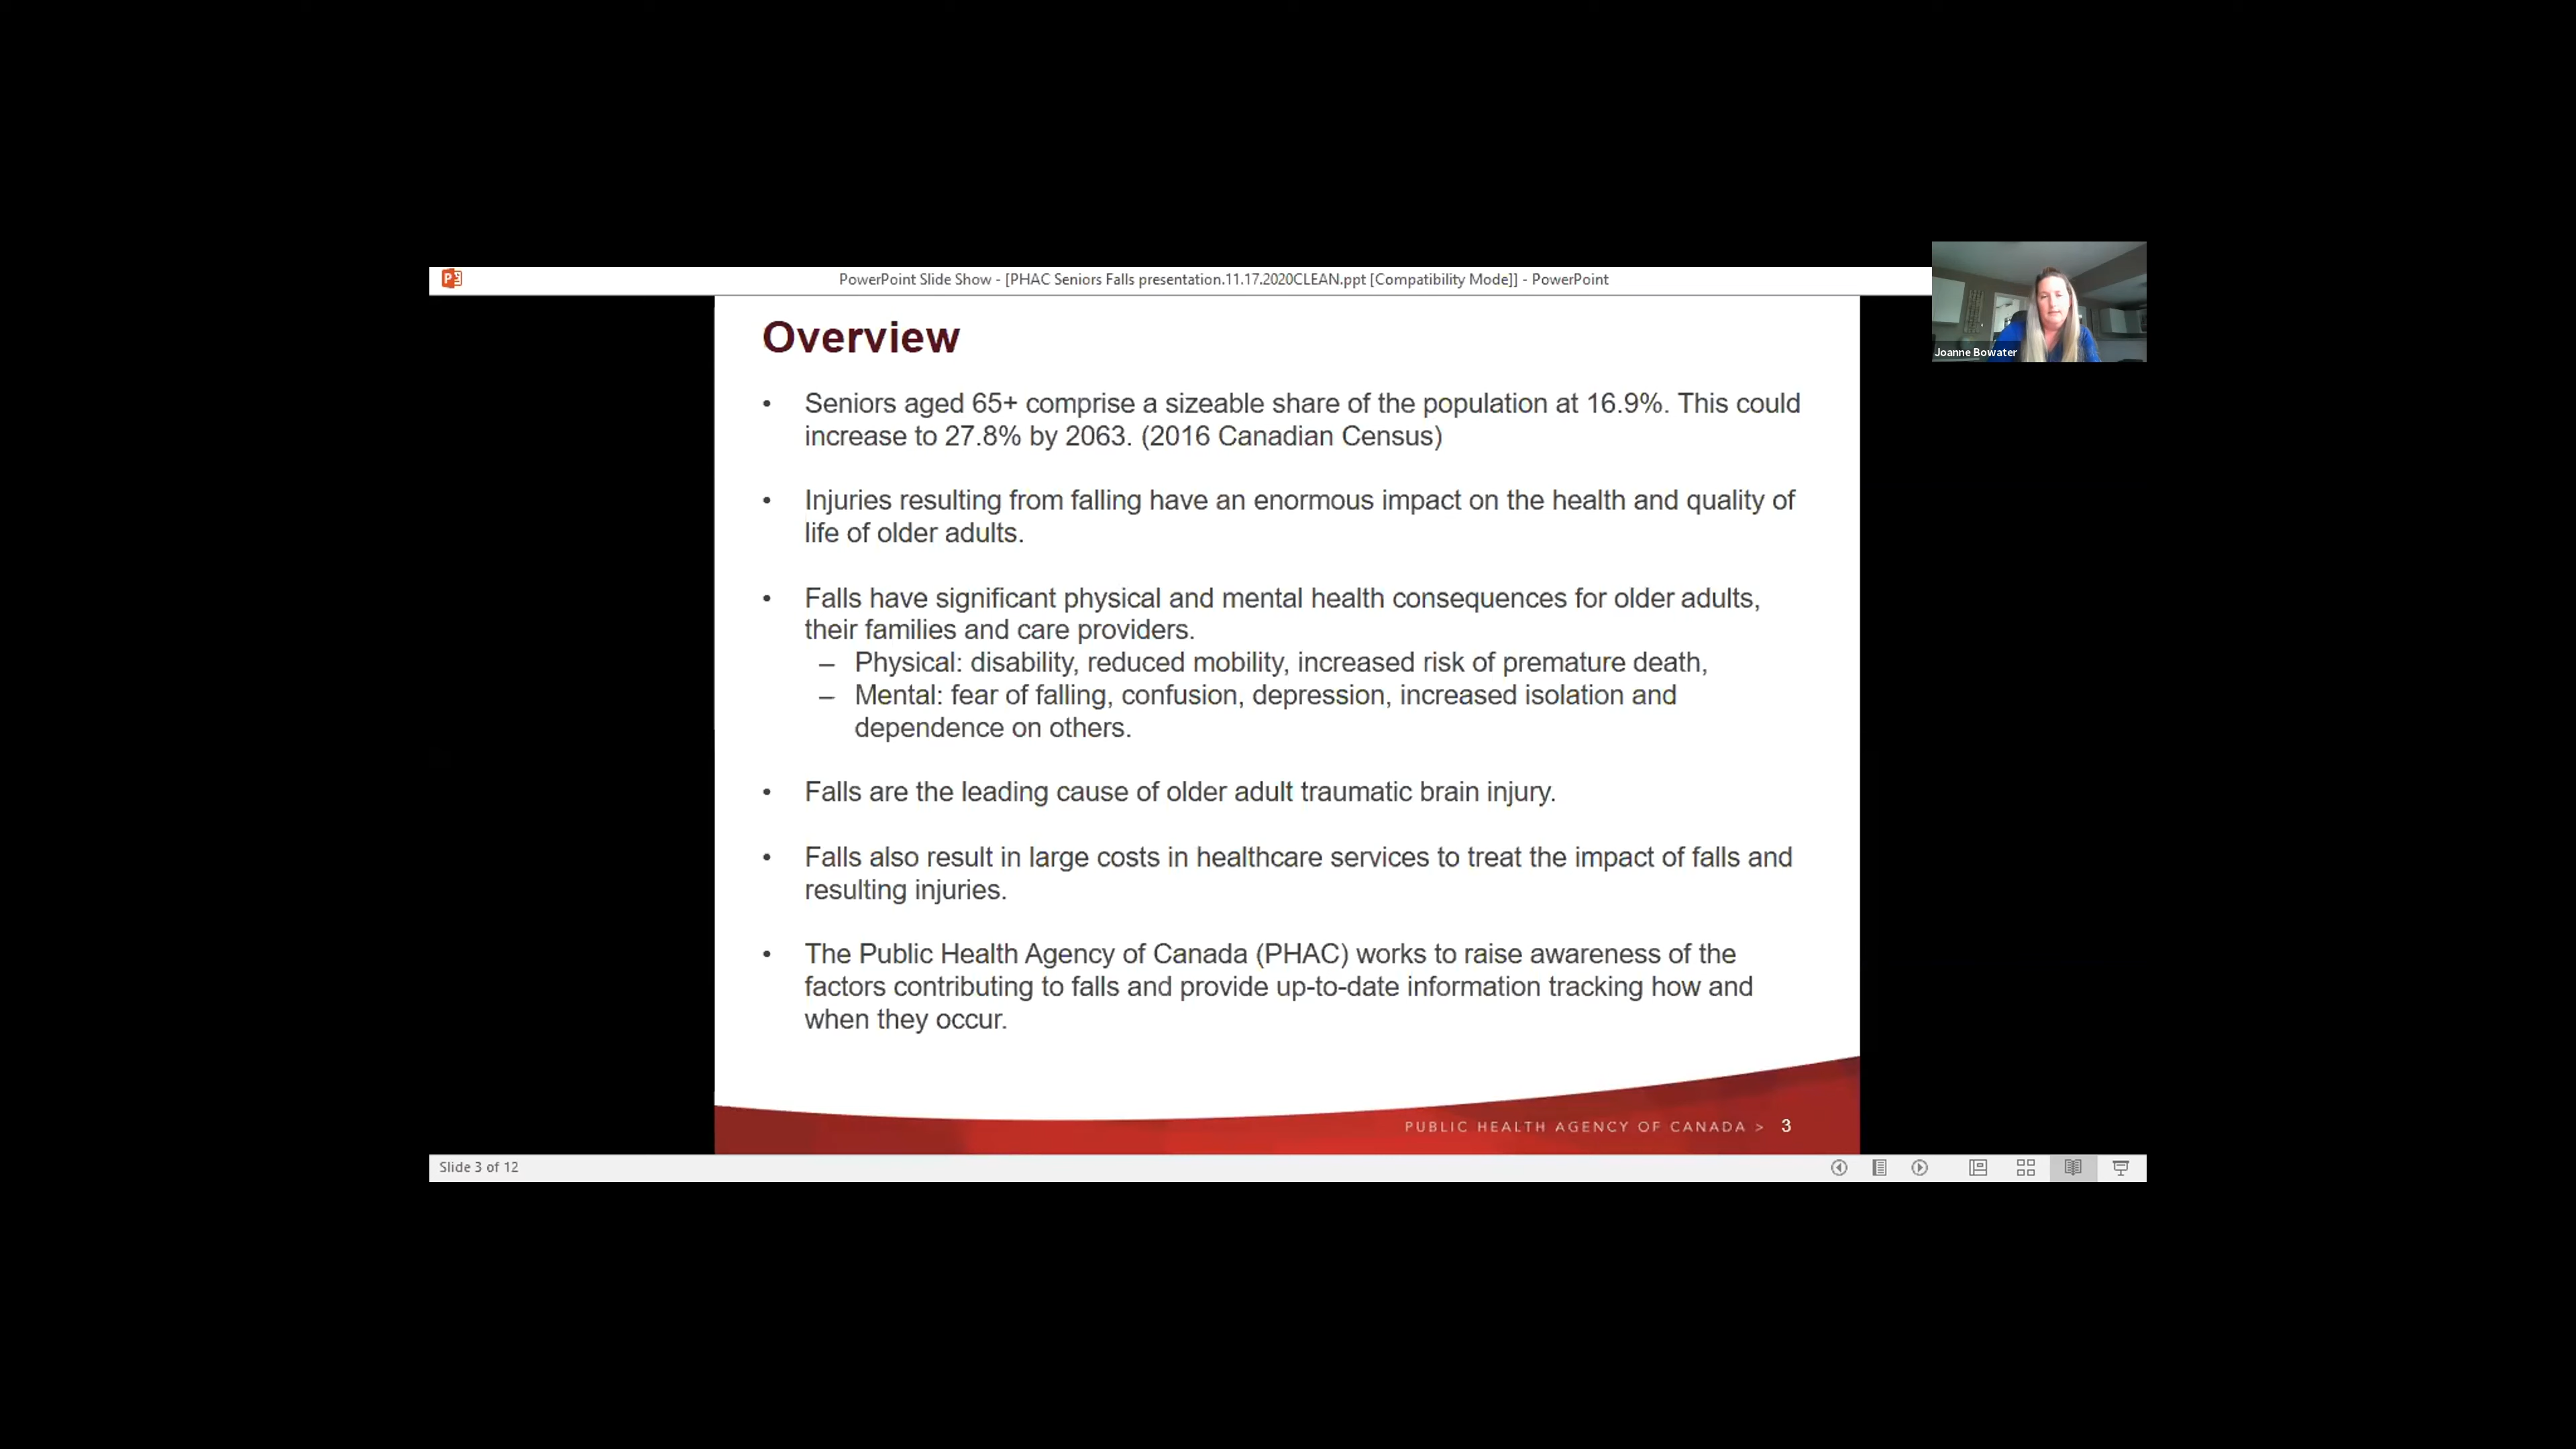 PowerPoint Slide Show - [PHAC Seniors Falls presentation.11.17.2020CLEAN.ppt [Compatibility Mode]] - PowerPoint
Joanne Bowater
Overview
• Seniors aged 65+ comprise a sizeable share of the population at 16.9%. This could
increase to 27.8% by 2063. (2016 Canadian Census)
• Injuries resulting from falling have an enormous impact on the health and quality of
life of older adults.
• Falls have significant physical and mental health consequences for older adults,
their families and care providers.
– Physical: disability, reduced mobility, increased risk of premature death,
– Mental: fear of falling, confusion, depression, increased isolation and
dependence on others.
• Falls are the leading cause of older adult traumatic brain injury.
• Falls also result in large costs in healthcare services to treat the impact of falls and
resulting injuries.
• The Public Health Agency of Canada (PHAC) works to raise awareness of the
factors contributing to falls and provide up-to-date information tracking how and
when they occur.
PUBLIC HEALTH AGENCY OF CANADA > 3
Slide 3 of 12